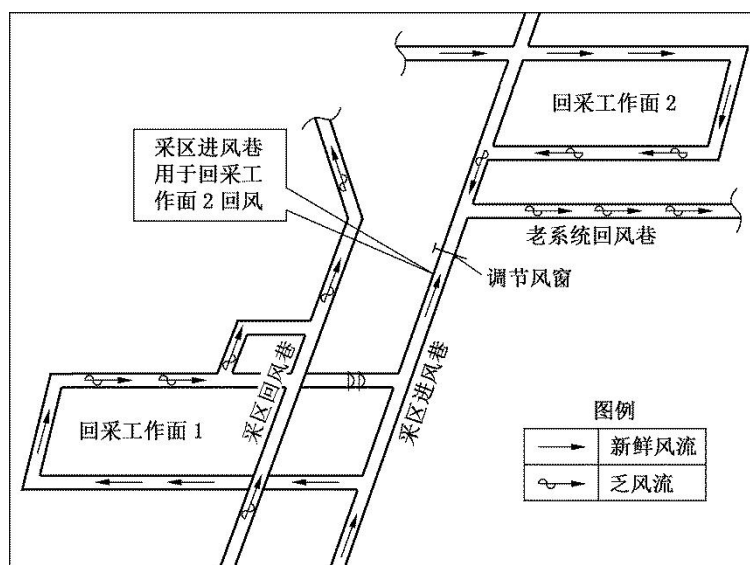 回采工作面 2
采区进风巷
用于回采工
作面 2 回风
老系统回风巷
调节风窗
采区回风巷
采区进风巷
回采工作面 1
图例
新鲜风流
乏风流